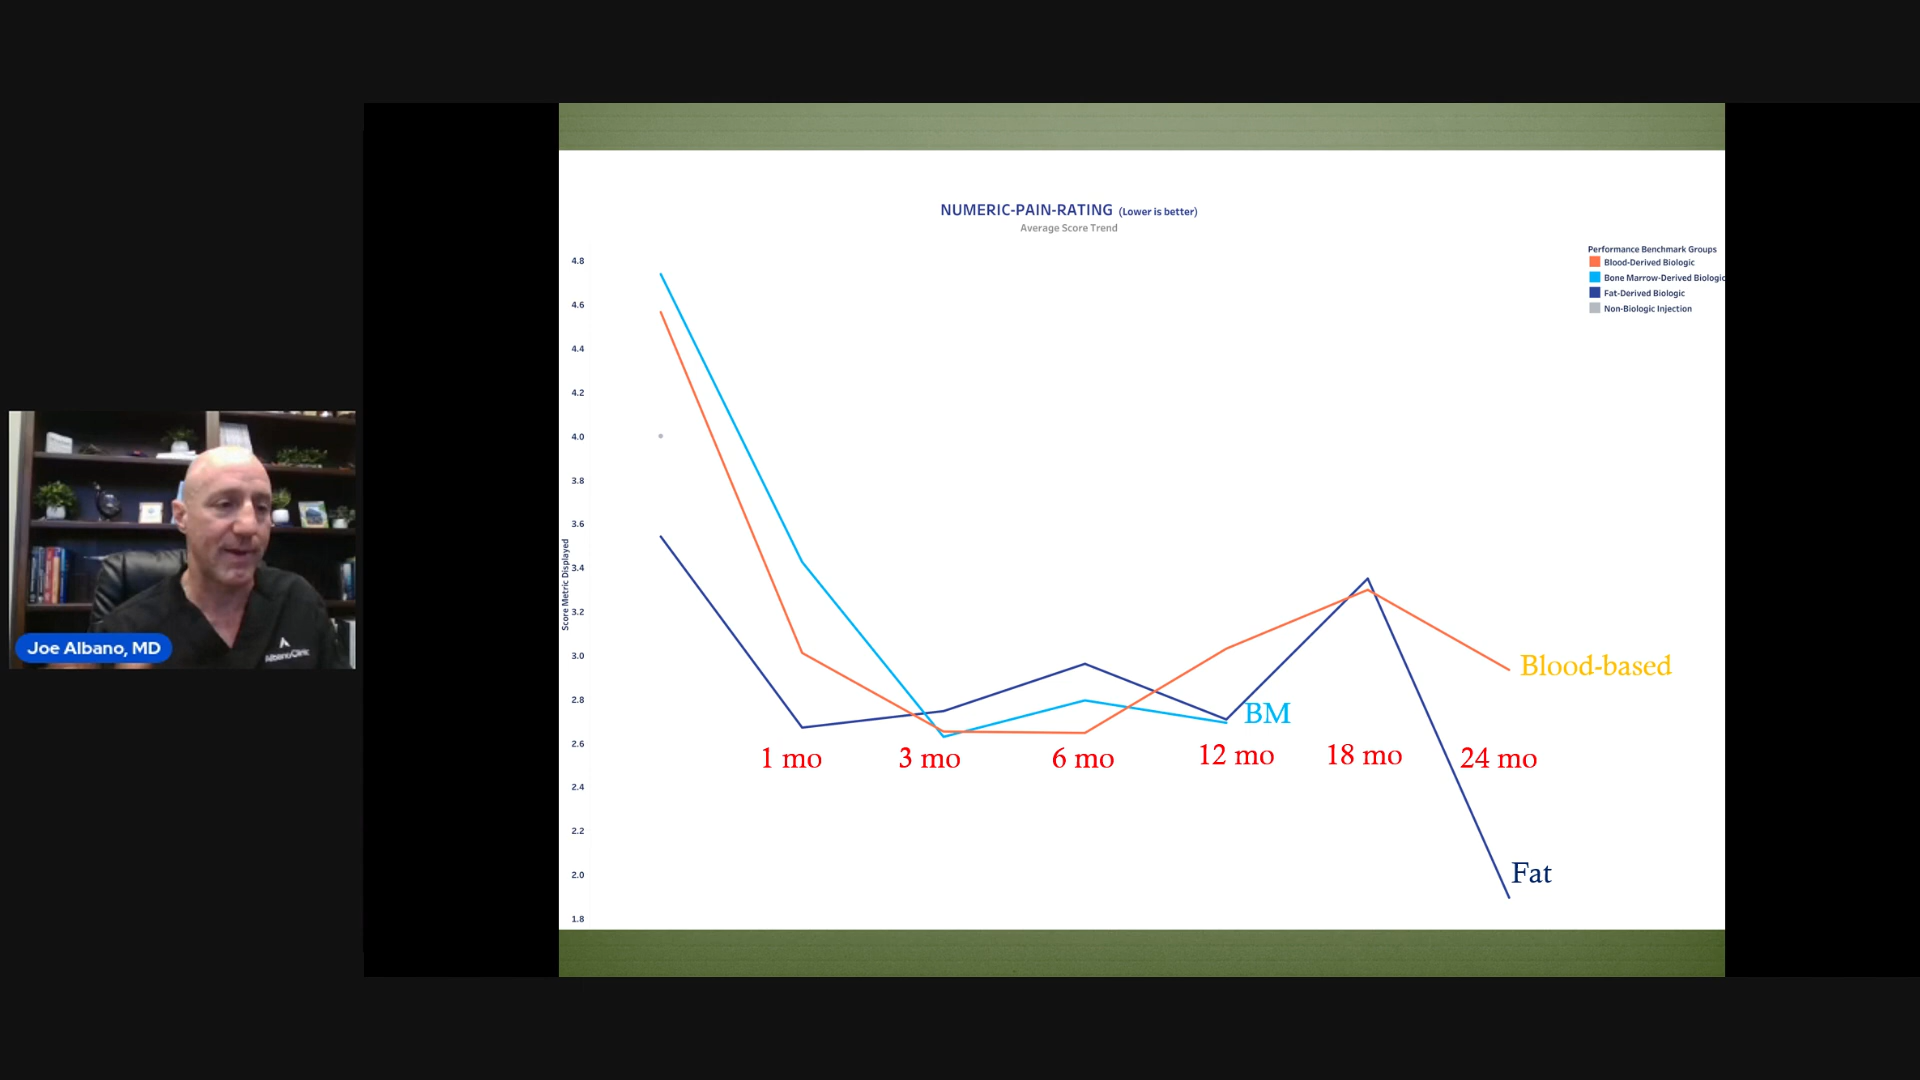 NUMERIC-PAIN-RATING (Lower is better)
Average Score Trend
Performance Benchmark Groups
Blood-Derived Biologic
Bone Marrow-Derived Biologic
Fat-Derived Biologic
Non-Biologic Injection
Score Metric Displayed
4.8
4.6
4.4
4.2
4.0
3.8
3.6
3.4
3.2
3.0
2.8
2.6
2.4
2.2
2.0
1.8
Blood-based
BM
1 mo 3 mo 6 mo 12 mo 18 mo 24 mo
Fat
AlbanoClinic
Joe Albano, MD